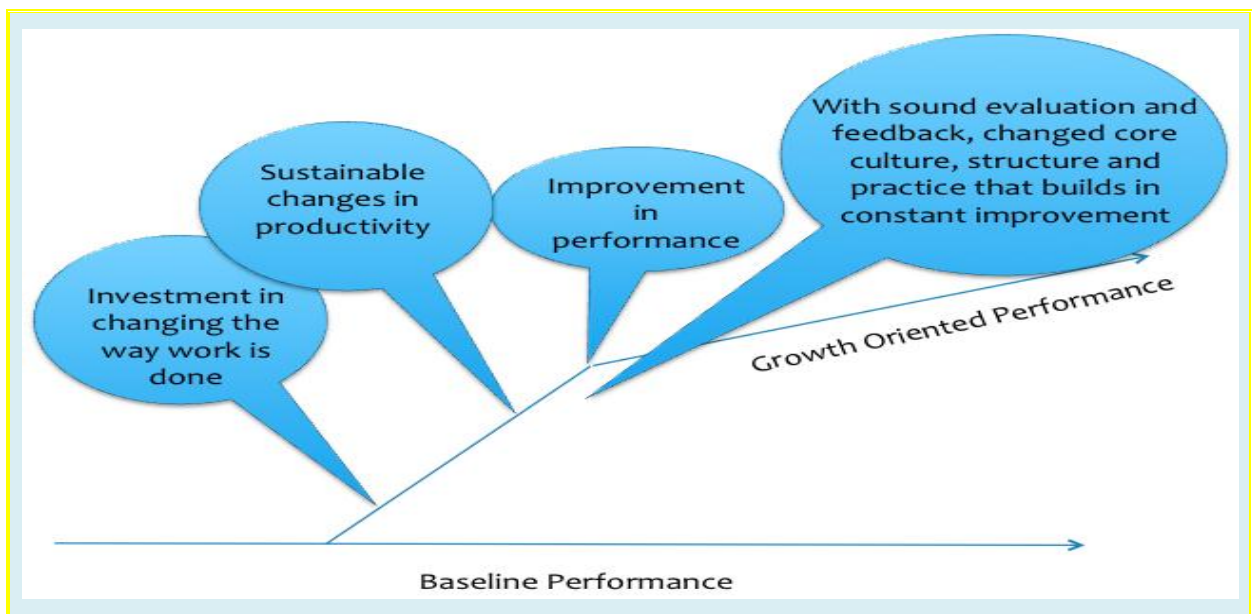 Investment in
changing the
way work is
done
Sustainable
changes in
productivity
Improvement
in
performance
With sound evaluation and
feedback, changed core
culture, structure and
practice that builds in
constant improvement
Growth Oriented Performance
Baseline Performance